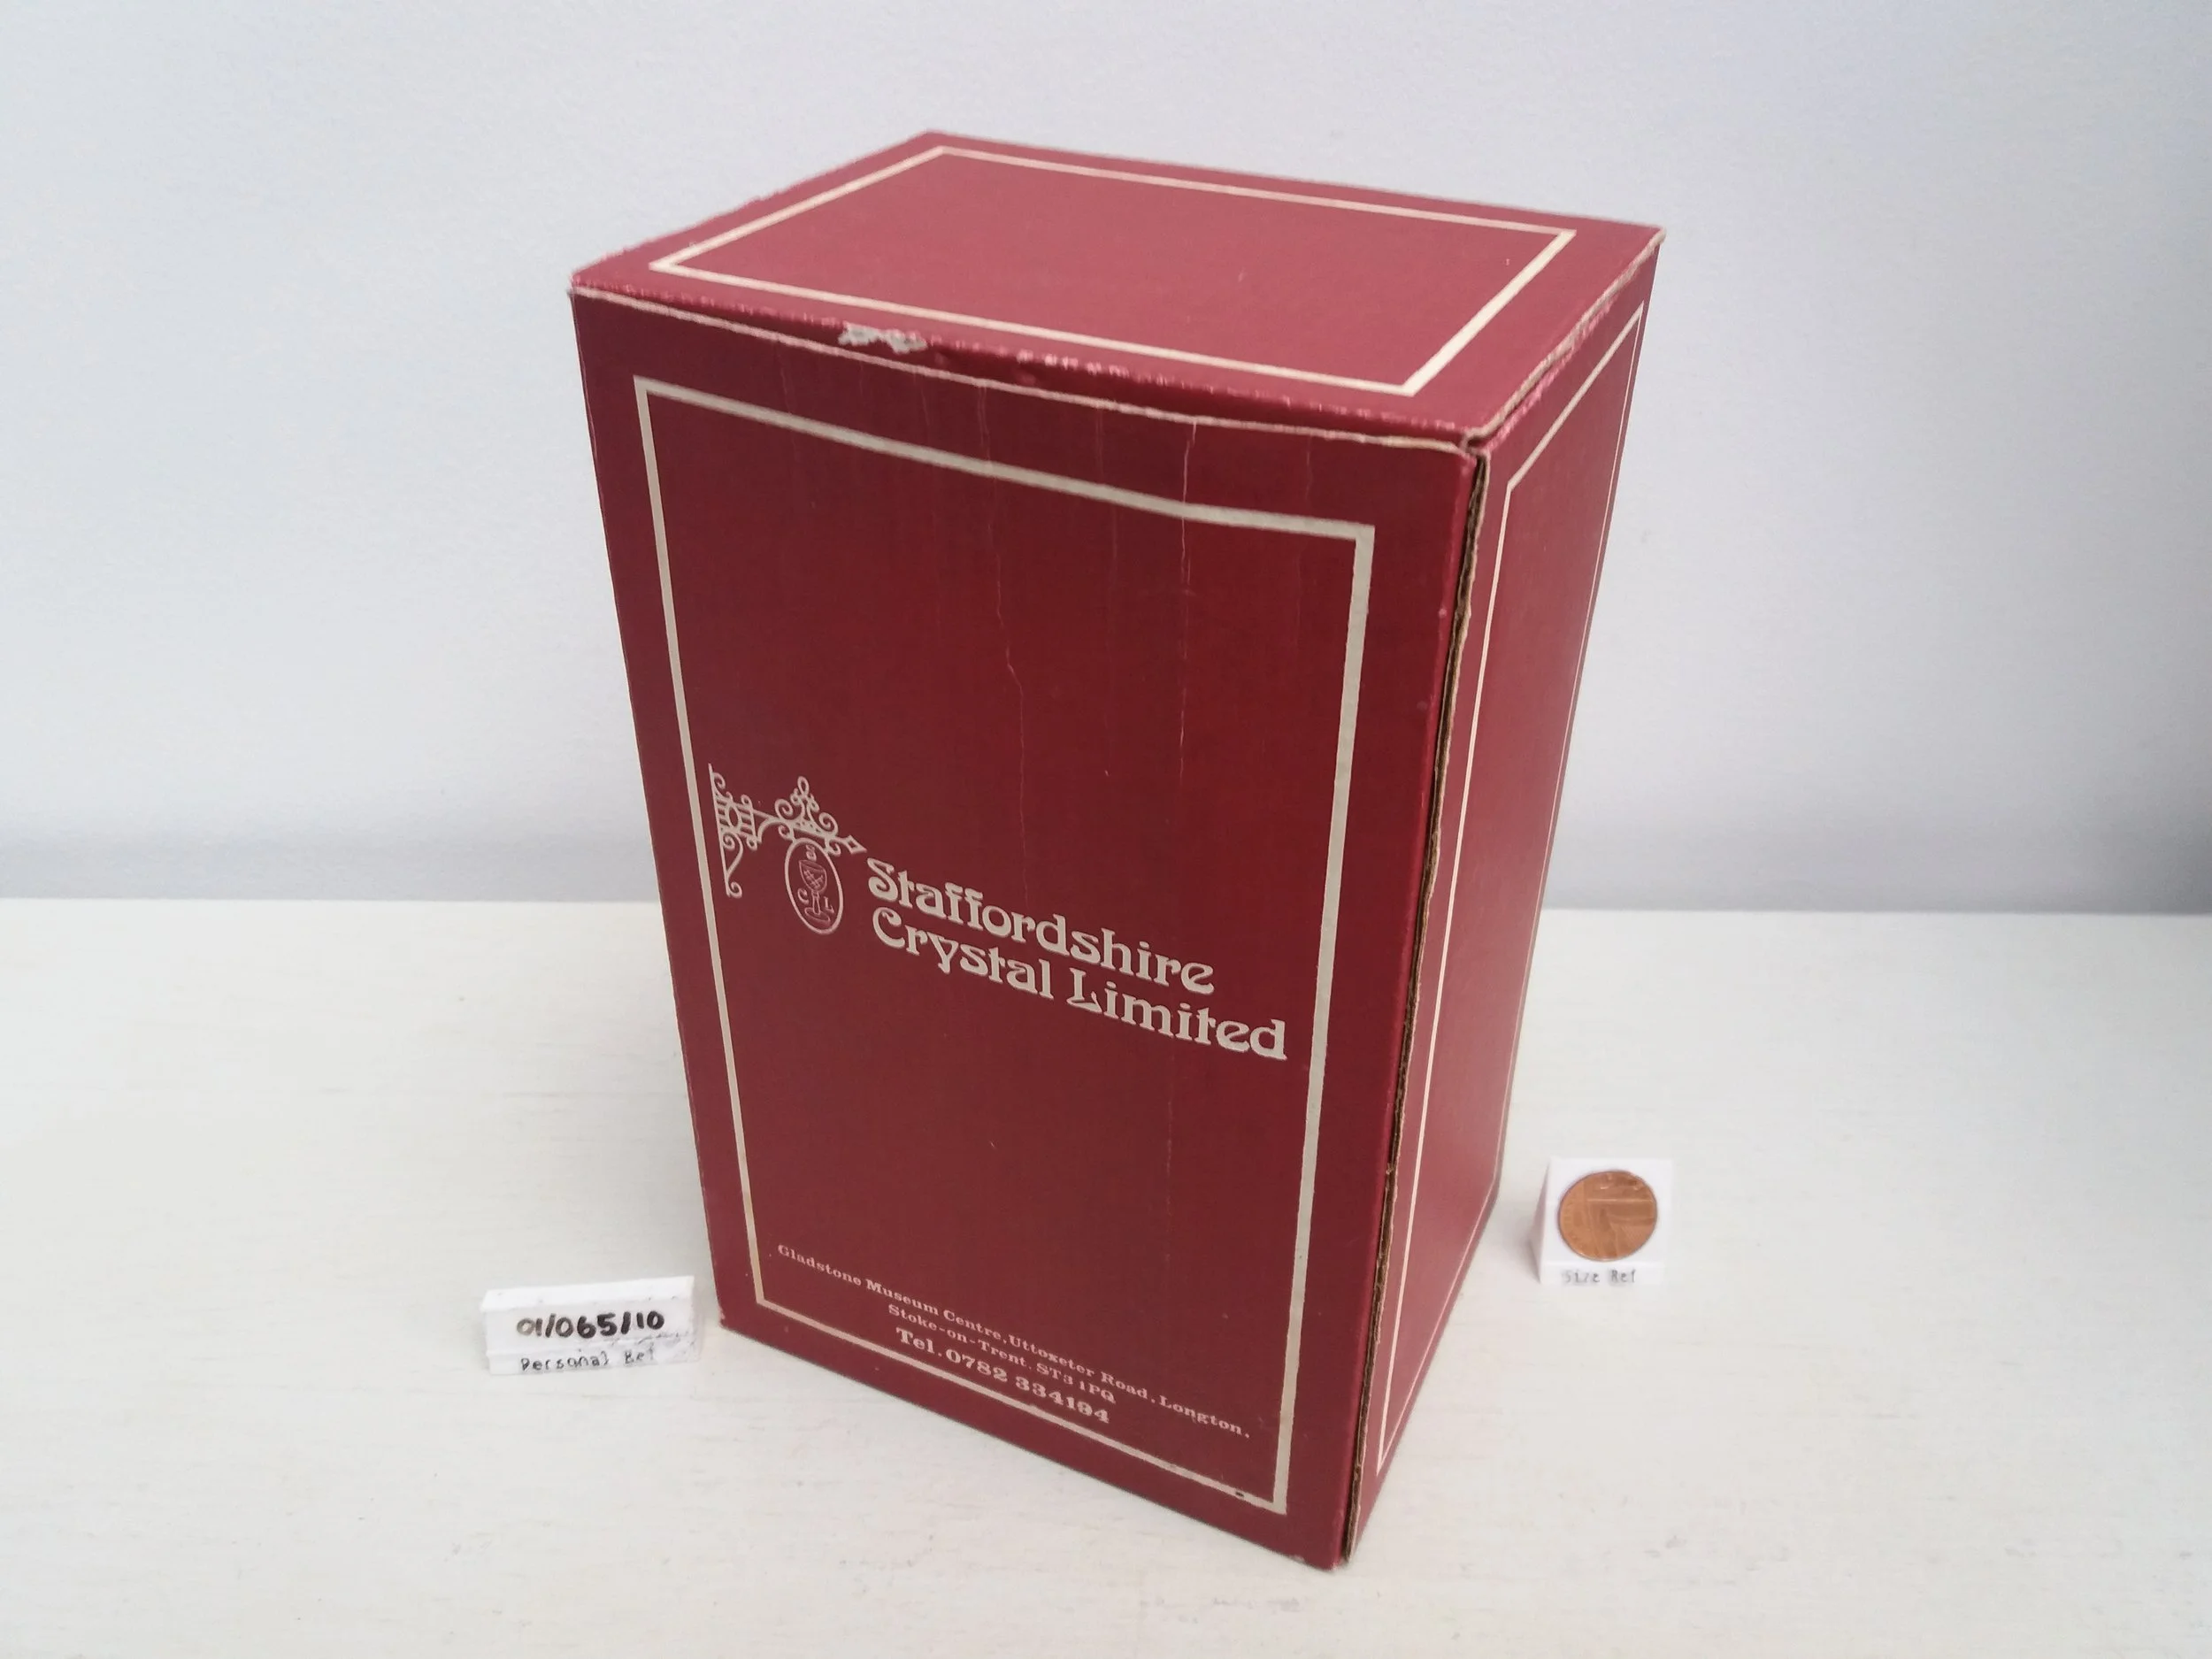 Staffordshire
Crystal Limited
Gladstone Museum Centre, Uttoxeter Road, Longton,
Stoke-on-Trent. ST3 1PQ
Tel. 0782 334194
01/065/10
Personal Ref
Size Ref